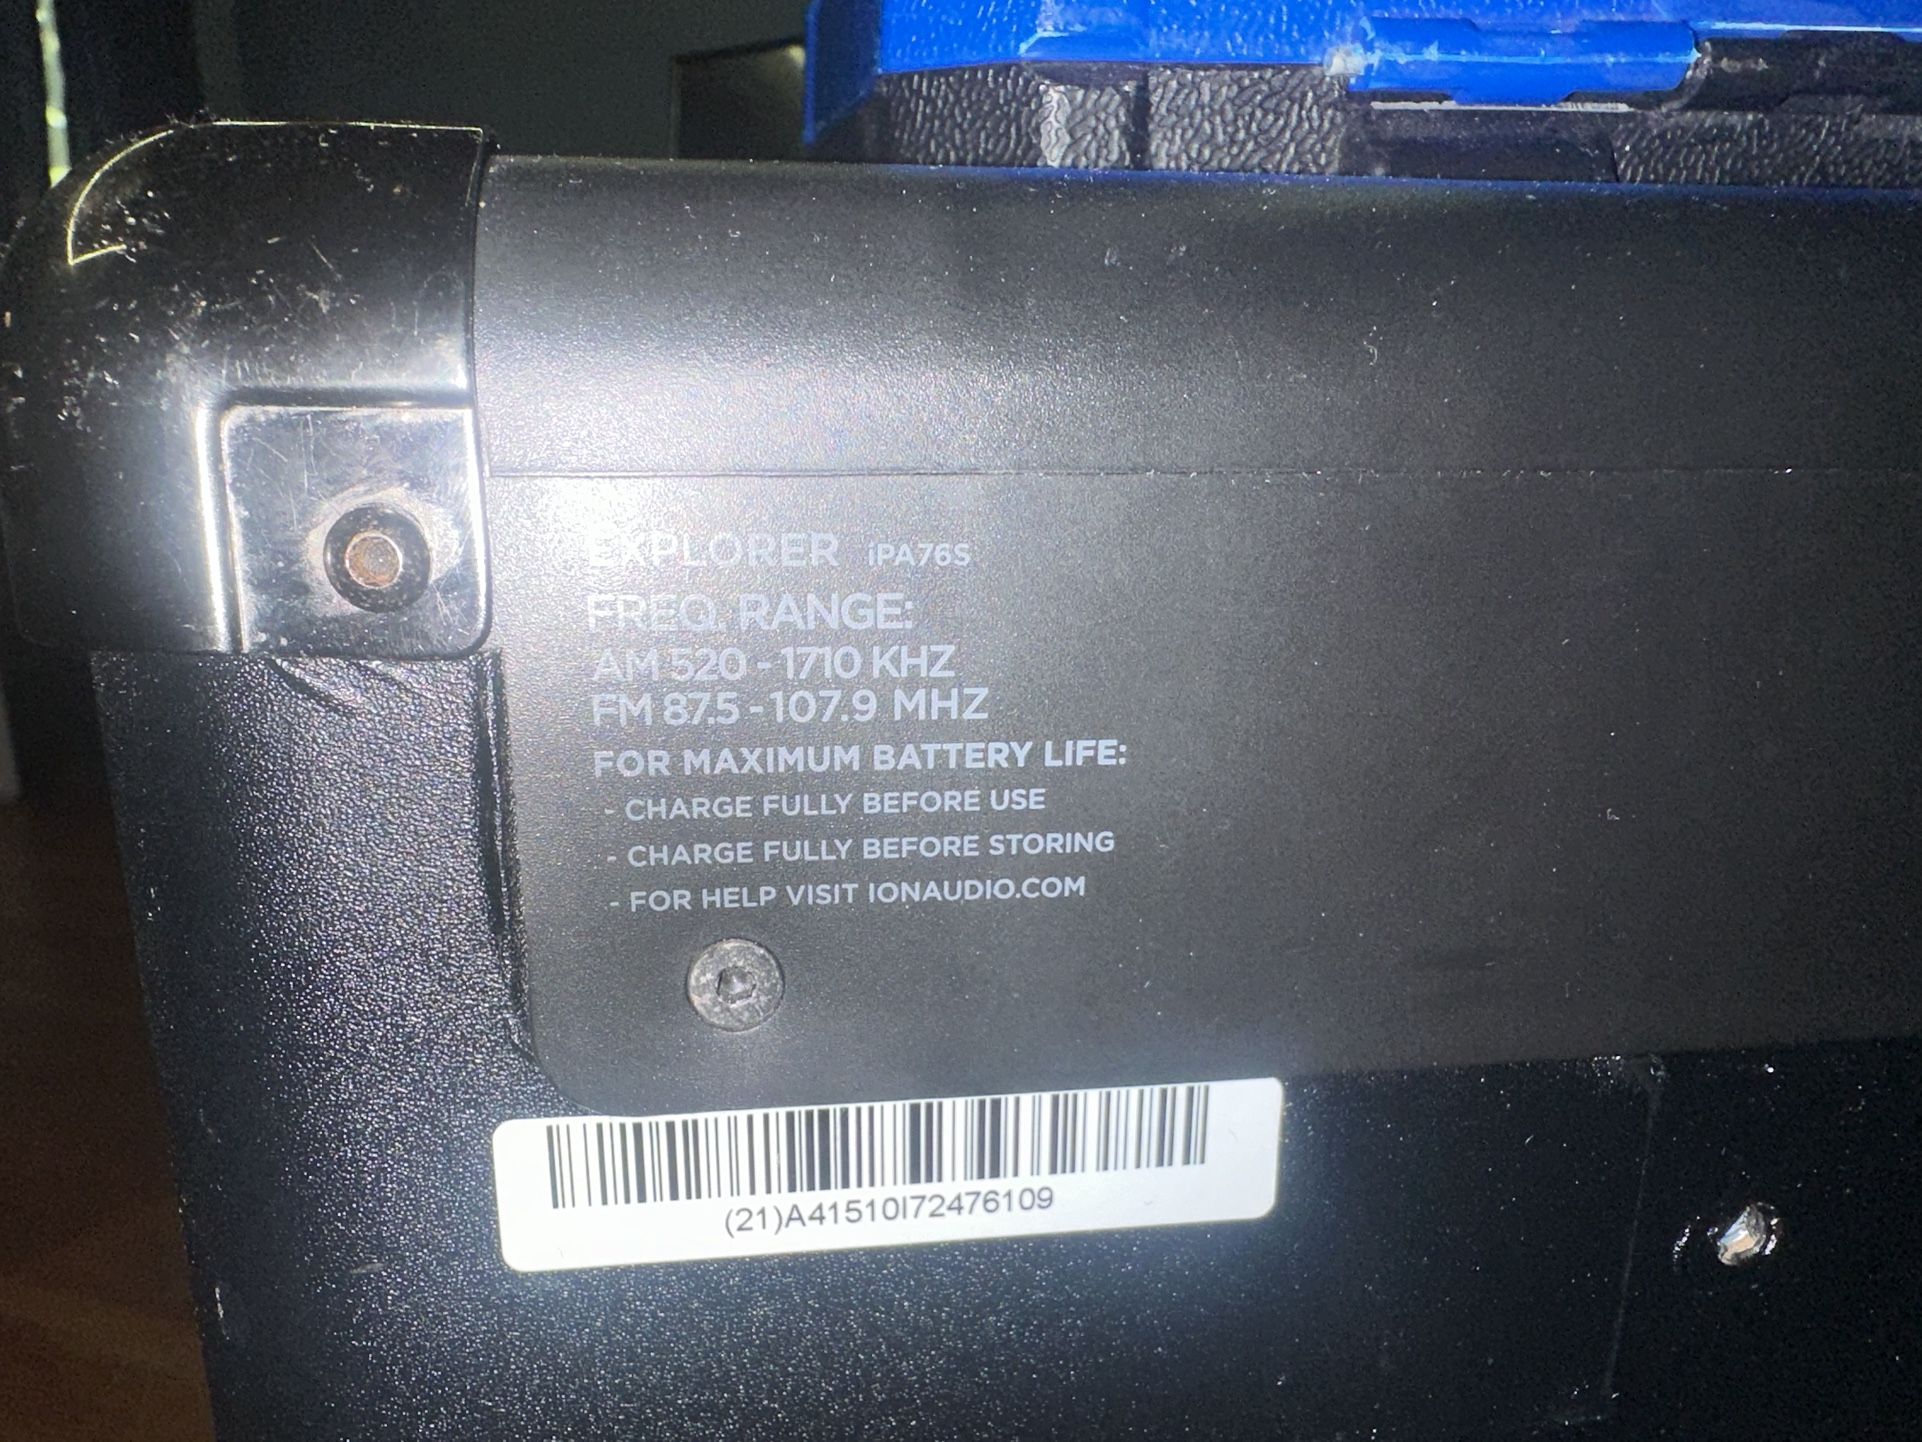 EXPLORER iPA76S
FREQ. RANGE:
AM 520 - 1710 KHZ
FM 87.5 - 107.9 MHZ
FOR MAXIMUM BATTERY LIFE:
- CHARGE FULLY BEFORE USE
- CHARGE FULLY BEFORE STORING
- FOR HELP VISIT IONAUDIO.COM
(21)A41510I72476109